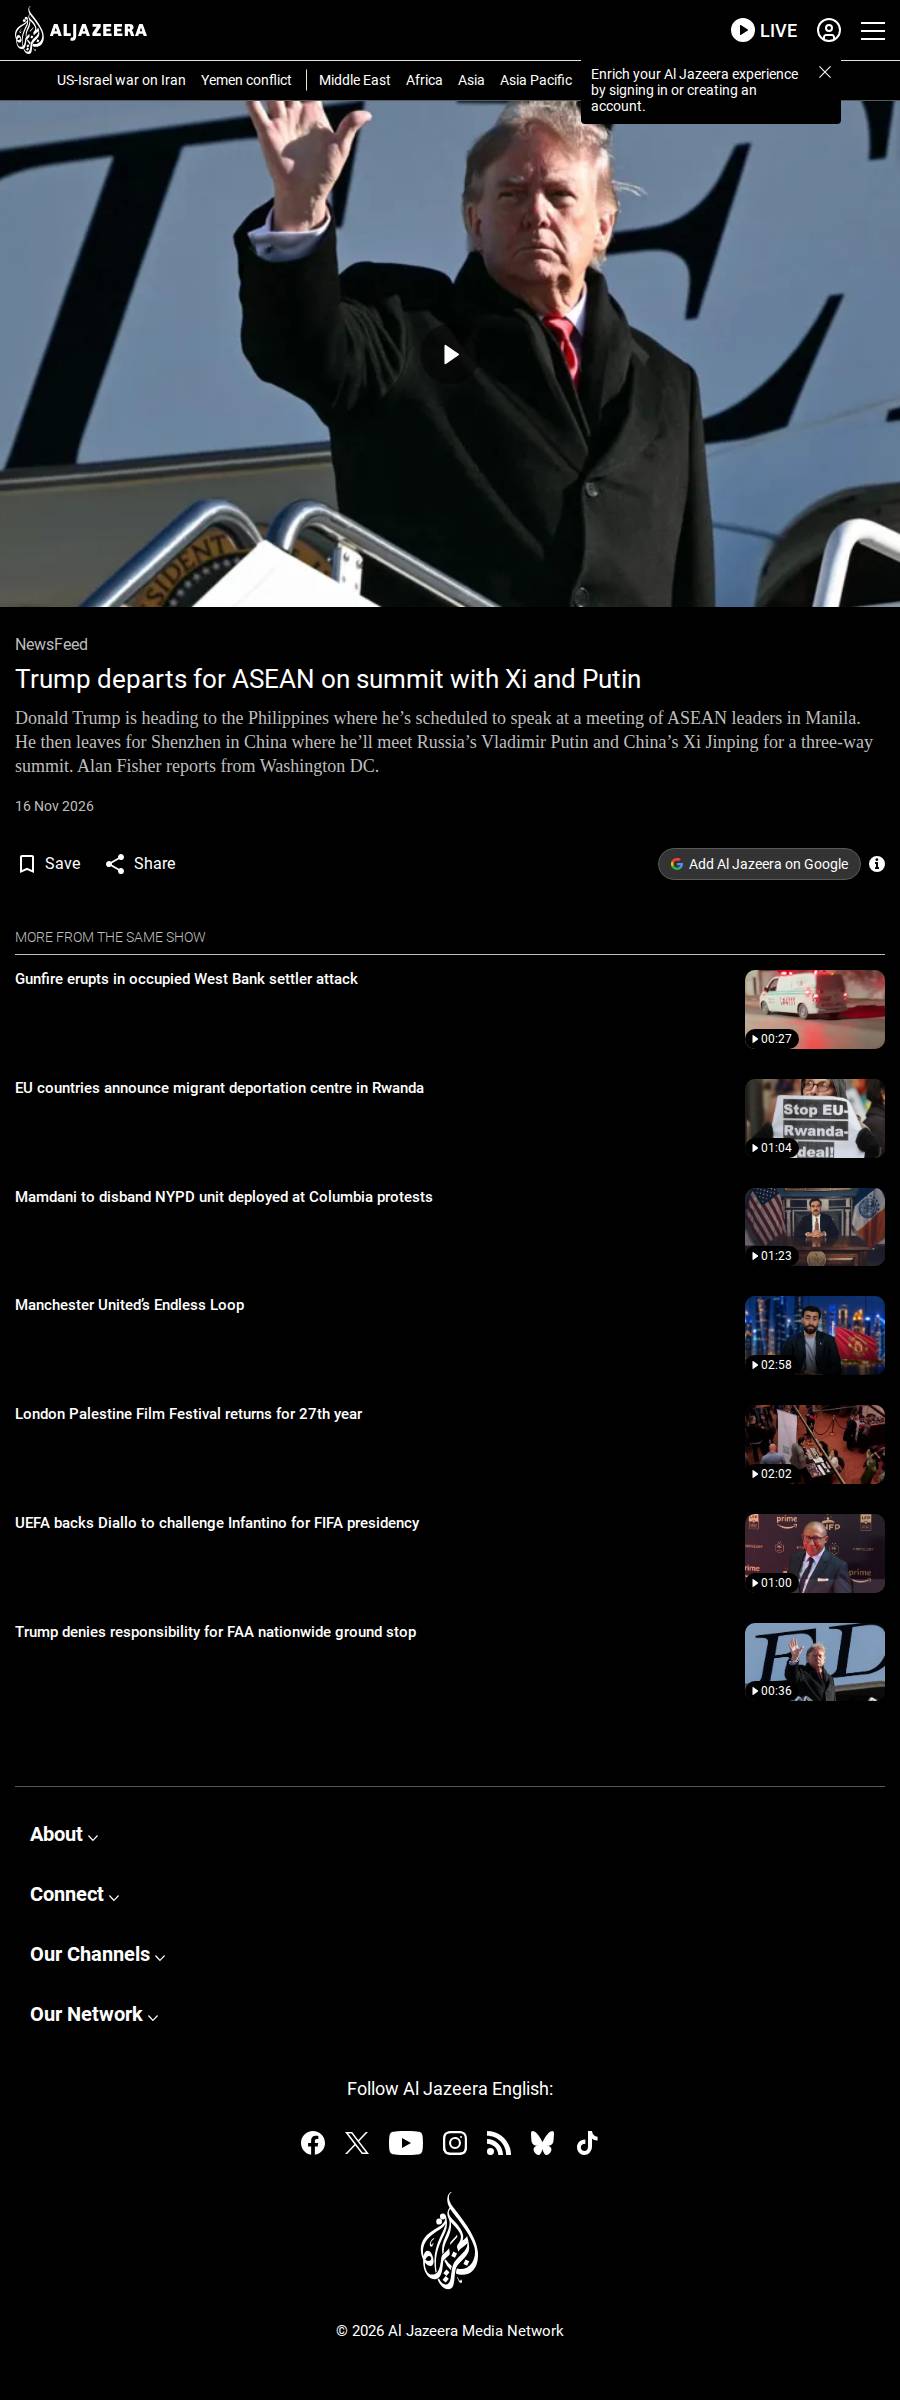 ALJAZEERA
LIVE
US-Israel war on Iran
Yemen conflict
Middle East
Africa
Asia
Asia Pacific
Enrich your Al Jazeera experience
by signing in or creating an
account.
NewsFeed
Trump departs for ASEAN on summit with Xi and Putin
Donald Trump is heading to the Philippines where he’s scheduled to speak at a meeting of ASEAN leaders in Manila.
He then leaves for Shenzhen in China where he’ll meet Russia’s Vladimir Putin and China’s Xi Jinping for a three-way
summit. Alan Fisher reports from Washington DC.
16 Nov 2026
Save
Share
Add Al Jazeera on Google
MORE FROM THE SAME SHOW
Gunfire erupts in occupied West Bank settler attack
00:27
EU countries announce migrant deportation centre in Rwanda
Stop EU-
Rwanda-
deal!
01:04
Mamdani to disband NYPD unit deployed at Columbia protests
01:23
Manchester United’s Endless Loop
02:58
London Palestine Film Festival returns for 27th year
02:02
UEFA backs Diallo to challenge Infantino for FIFA presidency
prime
prime
01:00
Trump denies responsibility for FAA nationwide ground stop
ED
00:36
About
Connect
Our Channels
Our Network
Follow Al Jazeera English:
© 2026 Al Jazeera Media Network